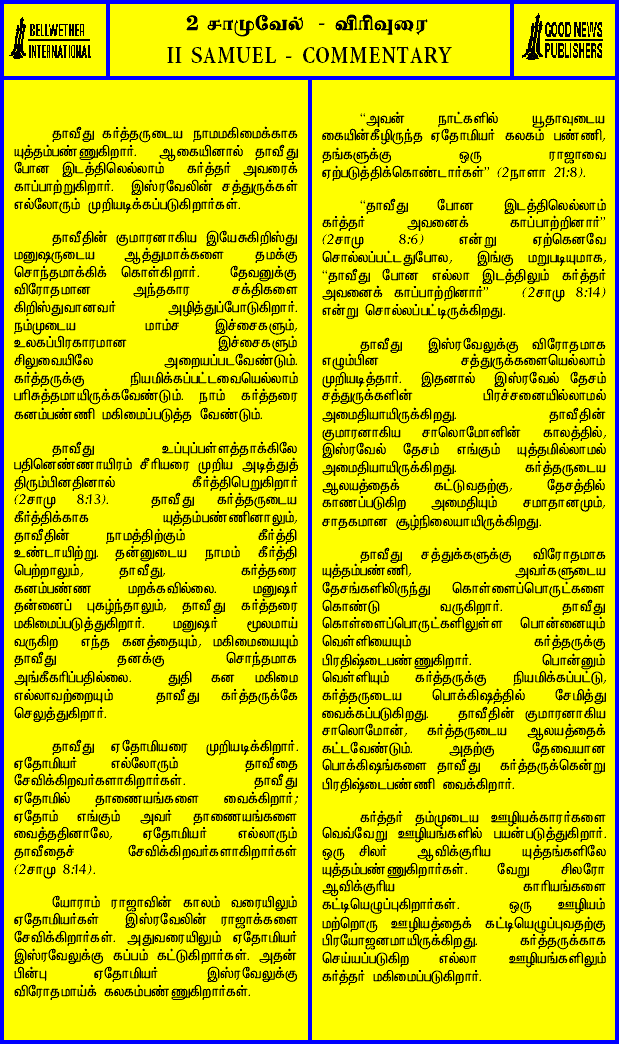 BELLWETHER
INTERNATIONAL
2 சாமுவேல் - விரிவுரை
II SAMUEL - COMMENTARY
GOOD NEWS
PUBLISHERS
தாவீது கர்த்தருடைய நாமமகிமைக்காக
யுத்தம்பண்ணுகிறார். ஆகையினால் தாவீது
போன இடத்திலெல்லாம் கர்த்தர் அவரைக்
காப்பாற்றுகிறார். இஸ்ரவேலின் சத்துருக்கள்
எல்லோரும் முறியடிக்கப்படுகிறார்கள்.
தாவீதின் குமாரனாகிய இயேசுகிறிஸ்து
மனுஷருடைய ஆத்துமாக்களை தமக்கு
சொந்தமாக்கிக் கொள்கிறார். தேவனுக்கு
விரோதமான அந்தகார சக்திகளை
கிறிஸ்துவானவர் அழித்துப்போடுகிறார்.
நம்முடைய மாம்ச இச்சைகளும்,
உலகப்பிரகாரமான இச்சைகளும்
சிலுவையிலே அறையப்படவேண்டும்.
கர்த்தருக்கு நியமிக்கப்பட்டவையெல்லாம்
பரிசுத்தமாயிருக்கவேண்டும். நாம் கர்த்தரை
கனம்பண்ணி மகிமைப்படுத்த வேண்டும்.
தாவீது உப்புப்பள்ளத்தாக்கிலே
பதினெண்ணாயிரம் சீரியரை முறிய அடித்துத்
திரும்பினதினால் கீர்த்திபெறுகிறார்
(2சாமு 8:13). தாவீது கர்த்தருடைய
கீர்த்திக்காக யுத்தம்பண்ணினாலும்,
தாவீதின் நாமத்திற்கும் கீர்த்தி
உண்டாயிற்று. தன்னுடைய நாமம் கீர்த்தி
பெற்றாலும், தாவீது, கர்த்தரை
கனம்பண்ண மறக்கவில்லை. மனுஷர்
தன்னைப் புகழ்ந்தாலும், தாவீது கர்த்தரை
மகிமைப்படுத்துகிறார். மனுஷர் மூலமாய்
வருகிற எந்த கனத்தையும், மகிமையையும்
தாவீது தனக்கு சொந்தமாக
அங்கீகரிப்பதில்லை. துதி கன மகிமை
எல்லாவற்றையும் தாவீது கர்த்தருக்கே
செலுத்துகிறார்.
தாவீது ஏதோமியரை முறியடிக்கிறார்.
ஏதோமியர் எல்லோரும் தாவீதை
சேவிக்கிறவர்களாகிறார்கள். தாவீது
ஏதோமில் தாணையங்களை வைக்கிறார்;
ஏதோம் எங்கும் அவர் தாணையங்களை
வைத்ததினாலே, ஏதோமியர் எல்லாரும்
தாவீதைச் சேவிக்கிறவர்களாகிறார்கள்
(2சாமு 8:14).
யோராம் ராஜாவின் காலம் வரையிலும்
ஏதோமியர்கள் இஸ்ரவேலின் ராஜாக்களை
சேவிக்கிறார்கள். அதுவரையிலும் ஏதோமியர்
இஸ்ரவேலுக்கு கப்பம் கட்டுகிறார்கள். அதன்
பின்பு ஏதோமியர் இஸ்ரவேலுக்கு
விரோதமாய்க் கலகம்பண்ணுகிறார்கள்.
“அவன் நாட்களில் யூதாவுடைய
கையின்கீழிருந்த ஏதோமியர் கலகம் பண்ணி,
தங்களுக்கு ஒரு ராஜாவை
ஏற்படுத்திக்கொண்டார்கள்” (2நாளா 21:8).
“தாவீது போன இடத்திலெல்லாம்
கர்த்தர் அவனைக் காப்பாற்றினார்”
(2சாமு 8:6) என்று ஏற்கெனவே
சொல்லப்பட்டதுபோல, இங்கு மறுபடியுமாக,
“தாவீது போன எல்லா இடத்திலும் கர்த்தர்
அவனைக் காப்பாற்றினார்” (2சாமு 8:14)
என்று சொல்லப்பட்டிருக்கிறது.
தாவீது இஸ்ரவேலுக்கு விரோதமாக
எழும்பின சத்துருக்களையெல்லாம்
முறியடித்தார். இதனால் இஸ்ரவேல் தேசம்
சத்துருக்களின் பிரச்சனையில்லாமல்
அமைதியாயிருக்கிறது. தாவீதின்
குமாரனாகிய சாலொமோனின் காலத்தில்,
இஸ்ரவேல் தேசம் எங்கும் யுத்தமில்லாமல்
அமைதியாயிருக்கிறது. கர்த்தருடைய
ஆலயத்தைக் கட்டுவதற்கு, தேசத்தில்
காணப்படுகிற அமைதியும் சமாதானமும்,
சாதகமான சூழ்நிலையாயிருக்கிறது.
தாவீது சத்துக்களுக்கு விரோதமாக
யுத்தம்பண்ணி, அவர்களுடைய
தேசங்களிலிருந்து கொள்ளைப்பொருட்களை
கொண்டு வருகிறார். தாவீது
கொள்ளைப்பொருட்களிலுள்ள பொன்னையும்
வெள்ளியையும் கர்த்தருக்கு
பிரதிஷ்டைபண்ணுகிறார். பொன்னும்
வெள்ளியும் கர்த்தருக்கு நியமிக்கப்பட்டு,
கர்த்தருடைய பொக்கிஷத்தில் சேமித்து
வைக்கப்படுகிறது. தாவீதின் குமாரனாகிய
சாலொமோன், கர்த்தருடைய ஆலயத்தைக்
கட்டவேண்டும். அதற்கு தேவையான
பொக்கிஷங்களை தாவீது கர்த்தருக்கென்று
பிரதிஷ்டைபண்ணி வைக்கிறார்.
கர்த்தர் தம்முடைய ஊழியக்காரர்களை
வெவ்வேறு ஊழியங்களில் பயன்படுத்துகிறார்.
ஒரு சிலர் ஆவிக்குரிய யுத்தங்களிலே
யுத்தம்பண்ணுகிறார்கள். வேறு சிலரோ
ஆவிக்குரிய காரியங்களை
கட்டியெழுப்புகிறார்கள். ஒரு ஊழியம்
மற்றொரு ஊழியத்தைக் கட்டியெழுப்புவதற்கு
பிரயோஜனமாயிருக்கிறது. கர்த்தருக்காக
செய்யப்படுகிற எல்லா ஊழியங்களிலும்
கர்த்தர் மகிமைப்படுகிறார்.